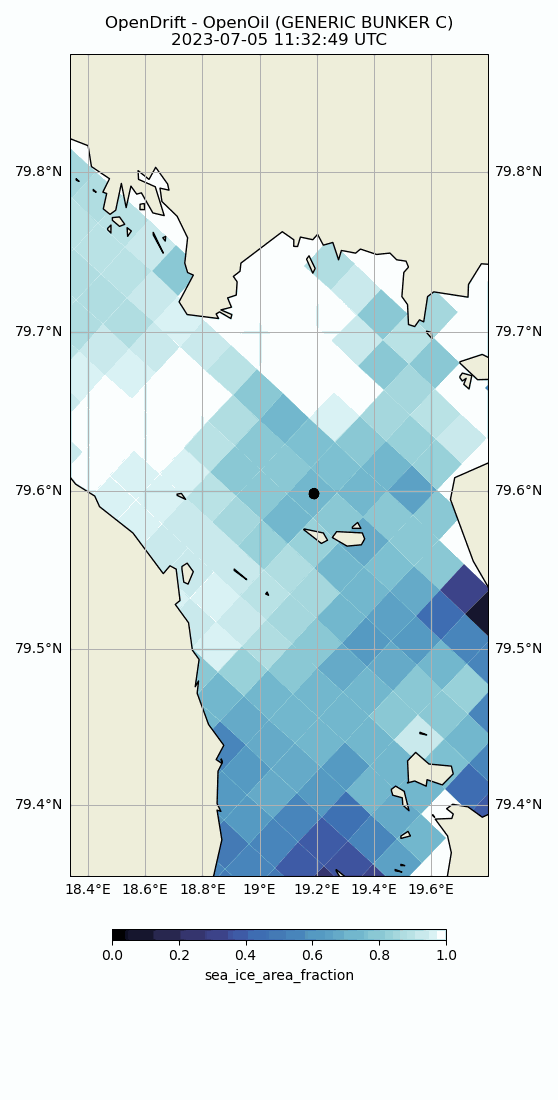 OpenDrift - OpenOil (GENERIC BUNKER C)
2023-07-05 11:32:49 UTC
79.8°N 79.8°N
79.7°N 79.7°N
79.6°N 79.6°N
79.5°N 79.5°N
79.4°N 79.4°N
18.4°E 18.6°E 18.8°E 19°E 19.2°E 19.4°E 19.6°E
0.0 0.2 0.4 0.6 0.8 1.0
sea_ice_area_fraction